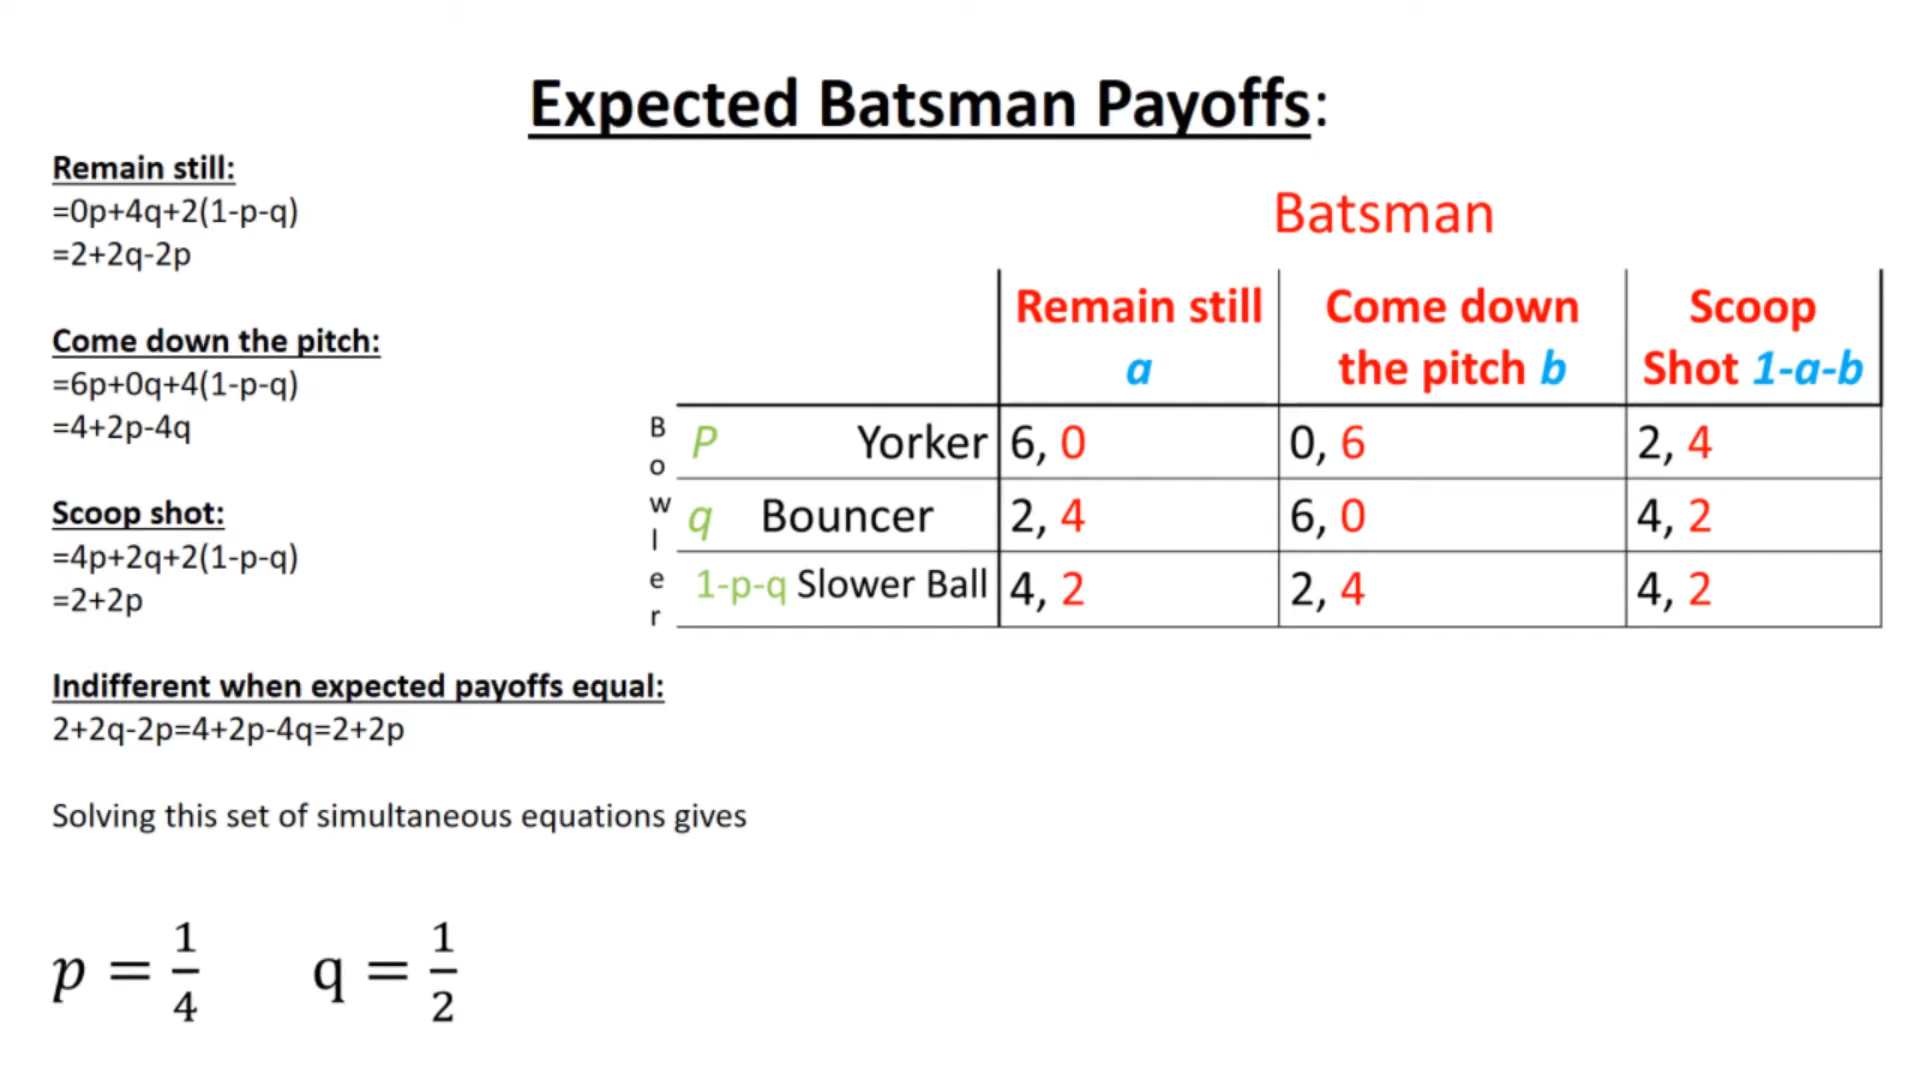 Expected Batsman Payoffs:
Remain still:
=0p+4q+2(1-p-q)
=2+2q-2p
Come down the pitch:
=6p+0q+4(1-p-q)
=4+2p-4q
Scoop shot:
=4p+2q+2(1-p-q)
=2+2p
Indifferent when expected payoffs equal:
2+2q-2p=4+2p-4q=2+2p
Solving this set of simultaneous equations gives
p = 1/4 q = 1/2
Batsman
Remain still a
Come down the pitch b
Scoop Shot 1-a-b
Bowler
P Yorker 6, 0 0, 6 2, 4
q Bouncer 2, 4 6, 0 4, 2
1-p-q Slower Ball 4, 2 2, 4 4, 2